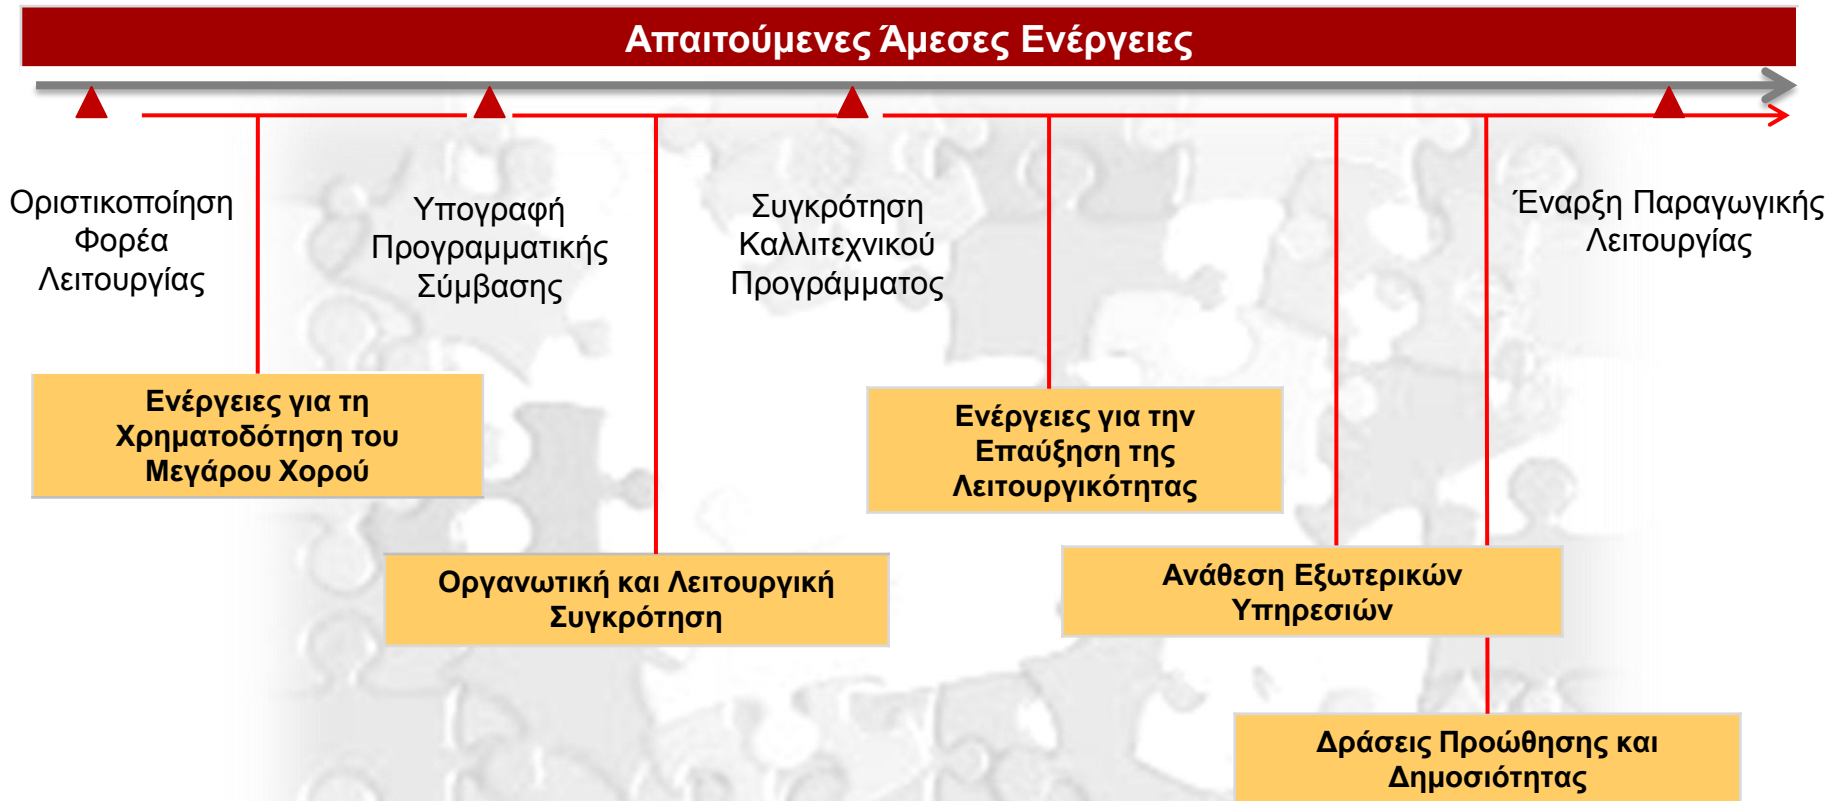 Απαιτούμενες Άμεσες Ενέργειες
Οριστικοποίηση
Φορέα
Λειτουργίας
Υπογραφή
Προγραμματικής
Σύμβασης
Συγκρότηση
Καλλιτεχνικού
Προγράμματος
Έναρξη Παραγωγικής
Λειτουργίας
Ενέργειες για τη
Χρηματοδότηση του
Μεγάρου Χορού
Ενέργειες για την
Επαύξηση της
Λειτουργικότητας
Οργανωτική και Λειτουργική
Συγκρότηση
Ανάθεση Εξωτερικών
Υπηρεσιών
Δράσεις Προώθησης και
Δημοσιότητας